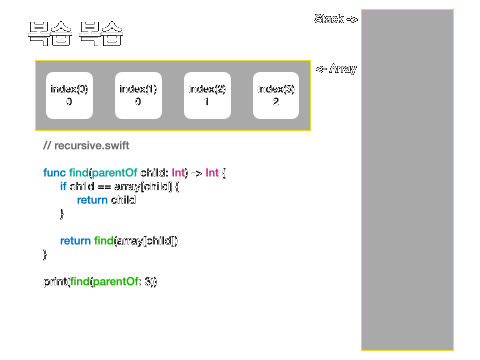 복습 복습
Stack ->
<- Array
index(0) index(1) index(2) index(3)
0 0 1 2
// recursive.swift
func find(parentOf child: Int) -> Int {
if child == array[child] {
return child
}
return find(array[child])
}
print(find(parentOf: 3))